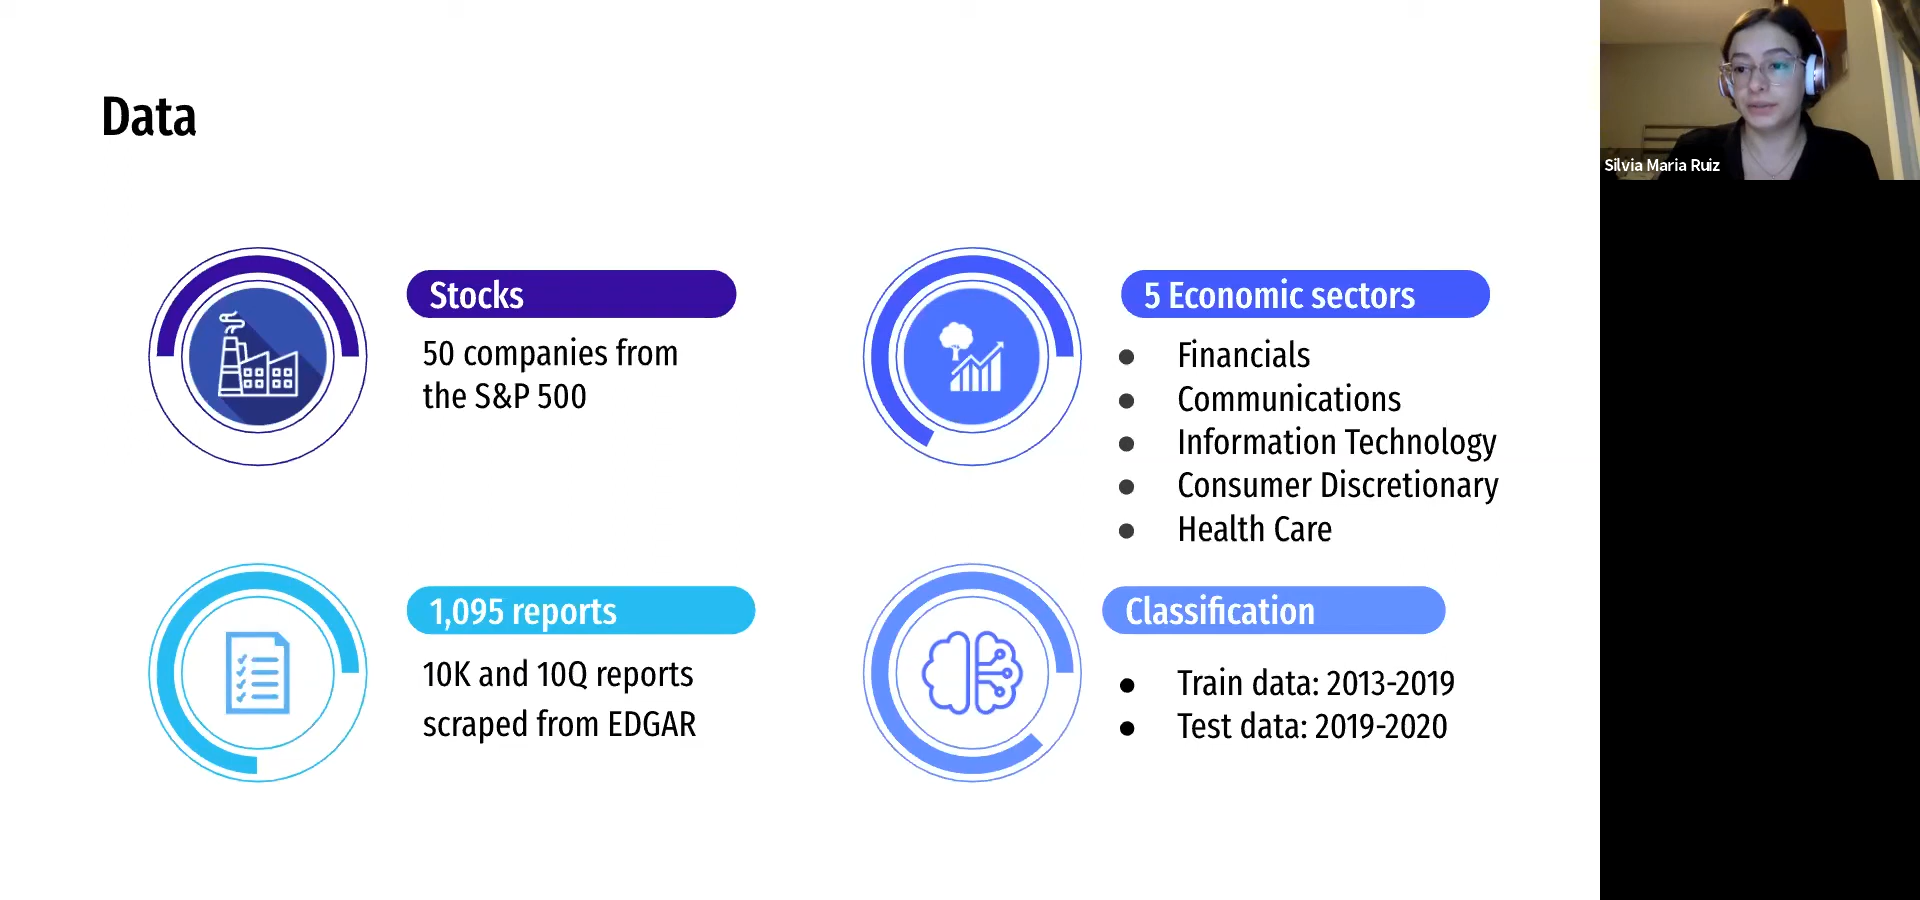 Data
Stocks
50 companies from
the S&P 500
5 Economic sectors
● Financials
● Communications
● Information Technology
● Consumer Discretionary
● Health Care
1,095 reports
10K and 10Q reports
scraped from EDGAR
Classification
● Train data: 2013-2019
● Test data: 2019-2020
Silvia Maria Ruiz